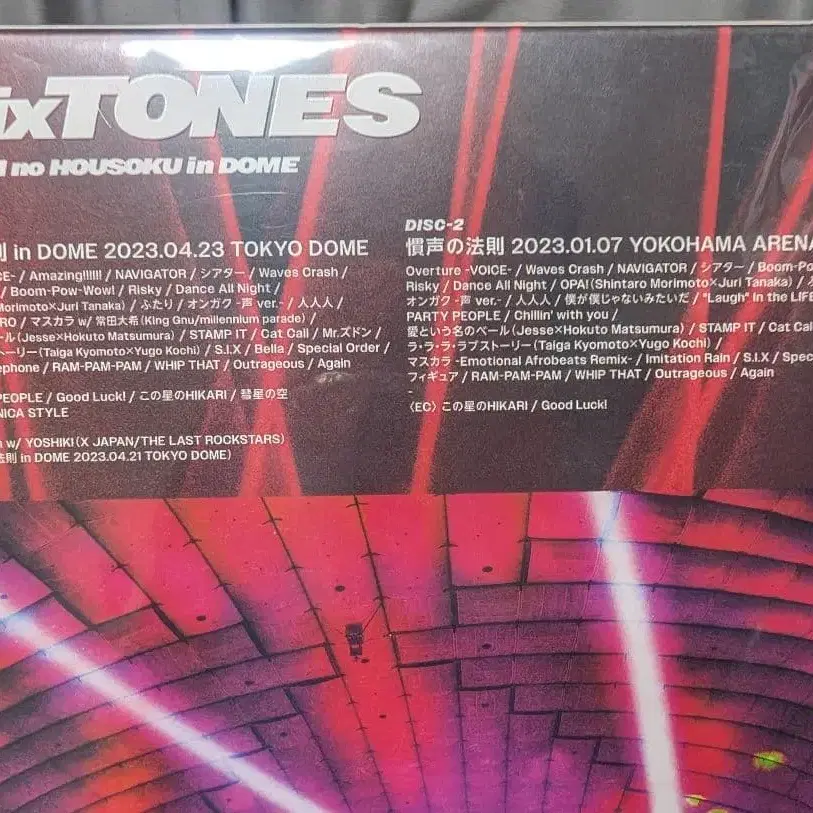 ixTONES
no HOUSOKU in DOME
則 in DOME 2023.04.23 TOKYO DOME
CE- / Amazing!!!!!! / NAVIGATOR / シアター / Waves Crash /
/ Boom-Pow-Wow! / Risky / Dance All Night /
Morimoto×Juri Tanaka) / ふたり / オンガク -声 ver.- / 人人人 /
RO / マスカラ w/ 常田大希(King Gnu/millennium parade) /
ール(Jesse×Hokuto Matsumura) / STAMP IT / Cat Call / Mr.ズドン /
ストーリー(Taiga Kyomoto×Yugo Kochi) / S.I.X / Bella / Special Order /
ephone / RAM-PAM-PAM / WHIP THAT / Outrageous / Again
PEOPLE / Good Luck! / この星のHIKARI / 彗星の空
NICA STYLE
w/ YOSHIKI(X JAPAN/THE LAST ROCKSTARS)
法則 in DOME 2023.04.21 TOKYO DOME)
DISC-2
慣声の法則 2023.01.07 YOKOHAMA ARENA
Overture -VOICE- / Waves Crash / NAVIGATOR / シアター / Boom-Po
Risky / Dance All Night / OPA!(Shintaro Morimoto×Juri Tanaka) /
オンガク -声 ver.- / 人人人 / 僕が僕じゃないみたいだ / "Laugh" in the LIFE
PARTY PEOPLE / Chillin' with you /
愛という名のベール(Jesse×Hokuto Matsumura) / STAMP IT / Cat Cal
ラ・ラ・ラ・ラブストーリー(Taiga Kyomoto×Yugo Kochi) /
マスカラ -Emotional Afrobeats Remix- / Imitation Rain / S.I.X / Spec
フィギュア / RAM-PAM-PAM / WHIP THAT / Outrageous / Again
-
〈EC〉この星のHIKARI / Good Luck!